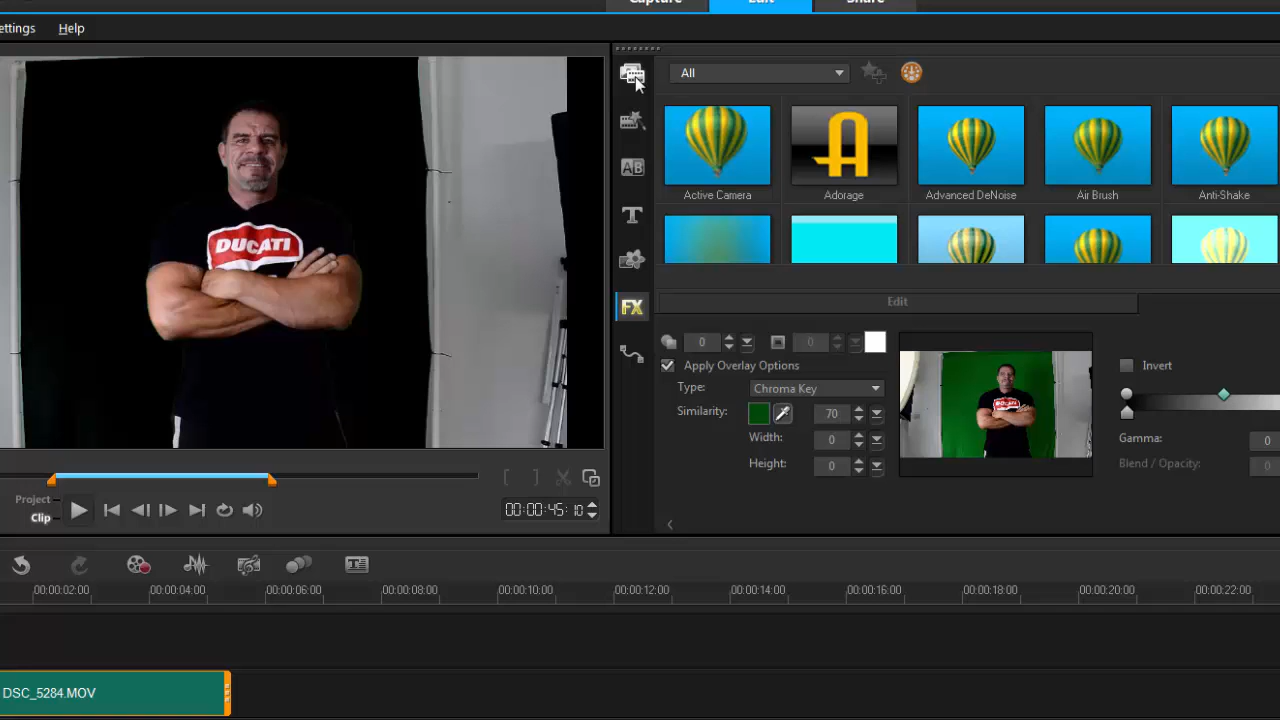 Capture Edit Share
ettings Help
All
Active Camera Adorage Advanced DeNoise Air Brush Anti-Shake
AB
T
FX
DUCATI
Edit
0 0
Apply Overlay Options Invert
Type: Chroma Key
Similarity: 70
Width: 0
Gamma: 0
Height: 0
Blend / Opacity: 0
Project
Clip
00:00:45:10
00:00:02:00 00:00:04:00 00:00:06:00 00:00:08:00 00:00:10:00 00:00:12:00 00:00:14:00 00:00:16:00 00:00:18:00 00:00:20:00 00:00:22:00
DSC_5284.MOV